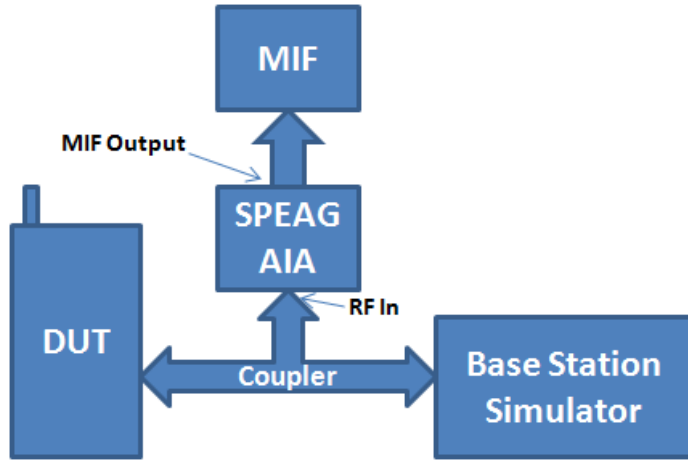 MIF
MIF Output
SPEAG
AIA
RF In
DUT
Coupler
Base Station
Simulator